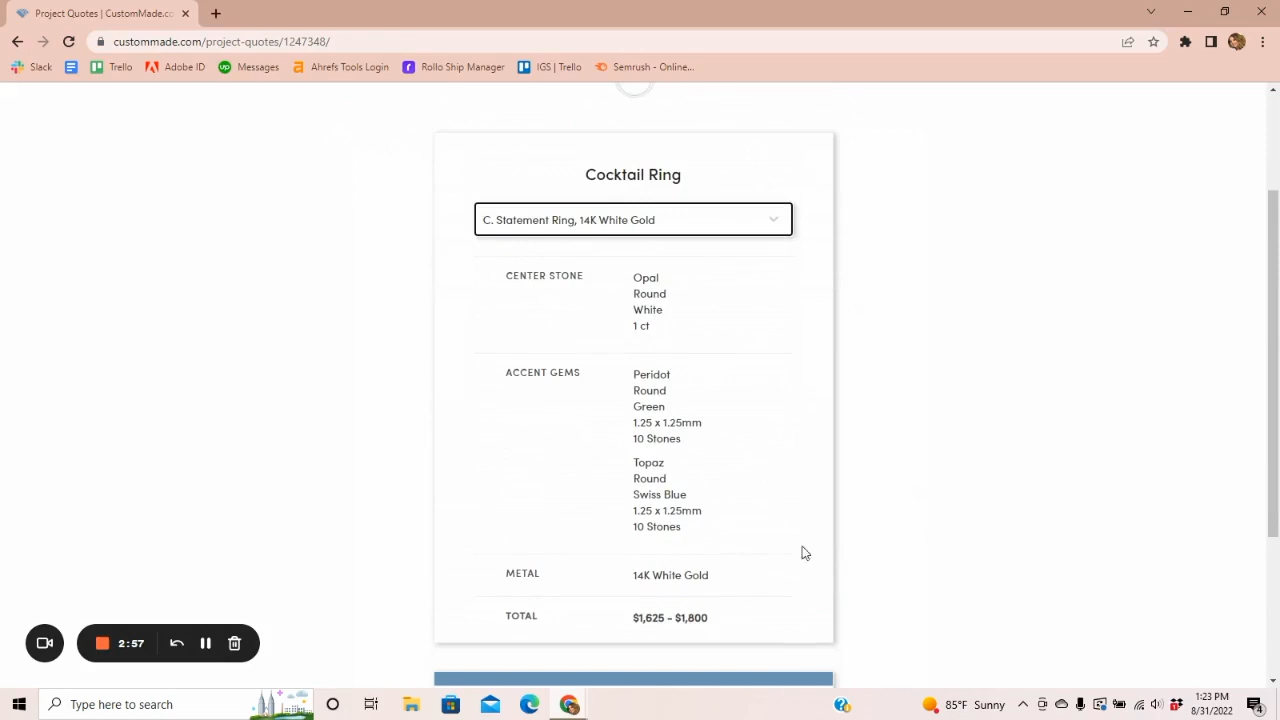 Project Quotes | CustomMade.cc
custommade.com/project-quotes/1247348/
Slack Trello Adobe ID Messages Ahrefs Tools Login Rollo Ship Manager IGS | Trello Semrush - Online...
Cocktail Ring
C. Statement Ring, 14K White Gold
CENTER STONE Opal
Round
White
1 ct
ACCENT GEMS Peridot
Round
Green
1.25 x 1.25mm
10 Stones
Topaz
Round
Swiss Blue
1.25 x 1.25mm
10 Stones
METAL 14K White Gold
TOTAL $1,625 - $1,800
2:57
Type here to search
85°F Sunny
1:23 PM
8/31/2022
4